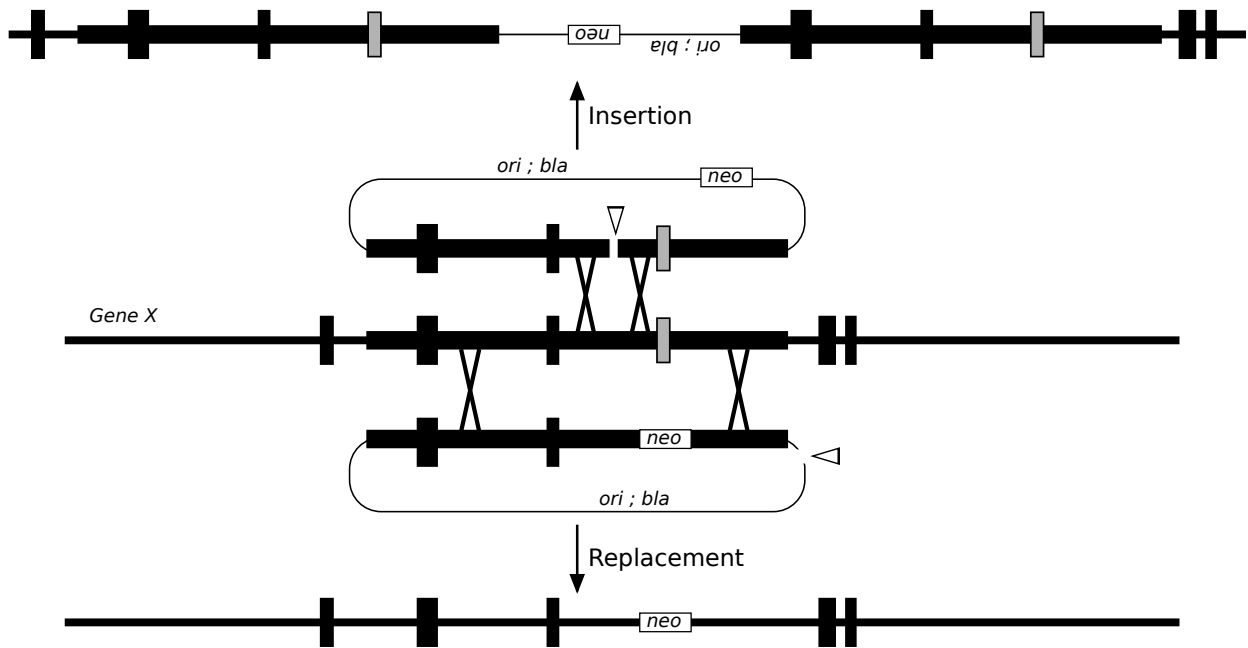 neo
ori ; bla
Insertion
ori ; bla
neo
Gene X
neo
ori ; bla
Replacement
neo